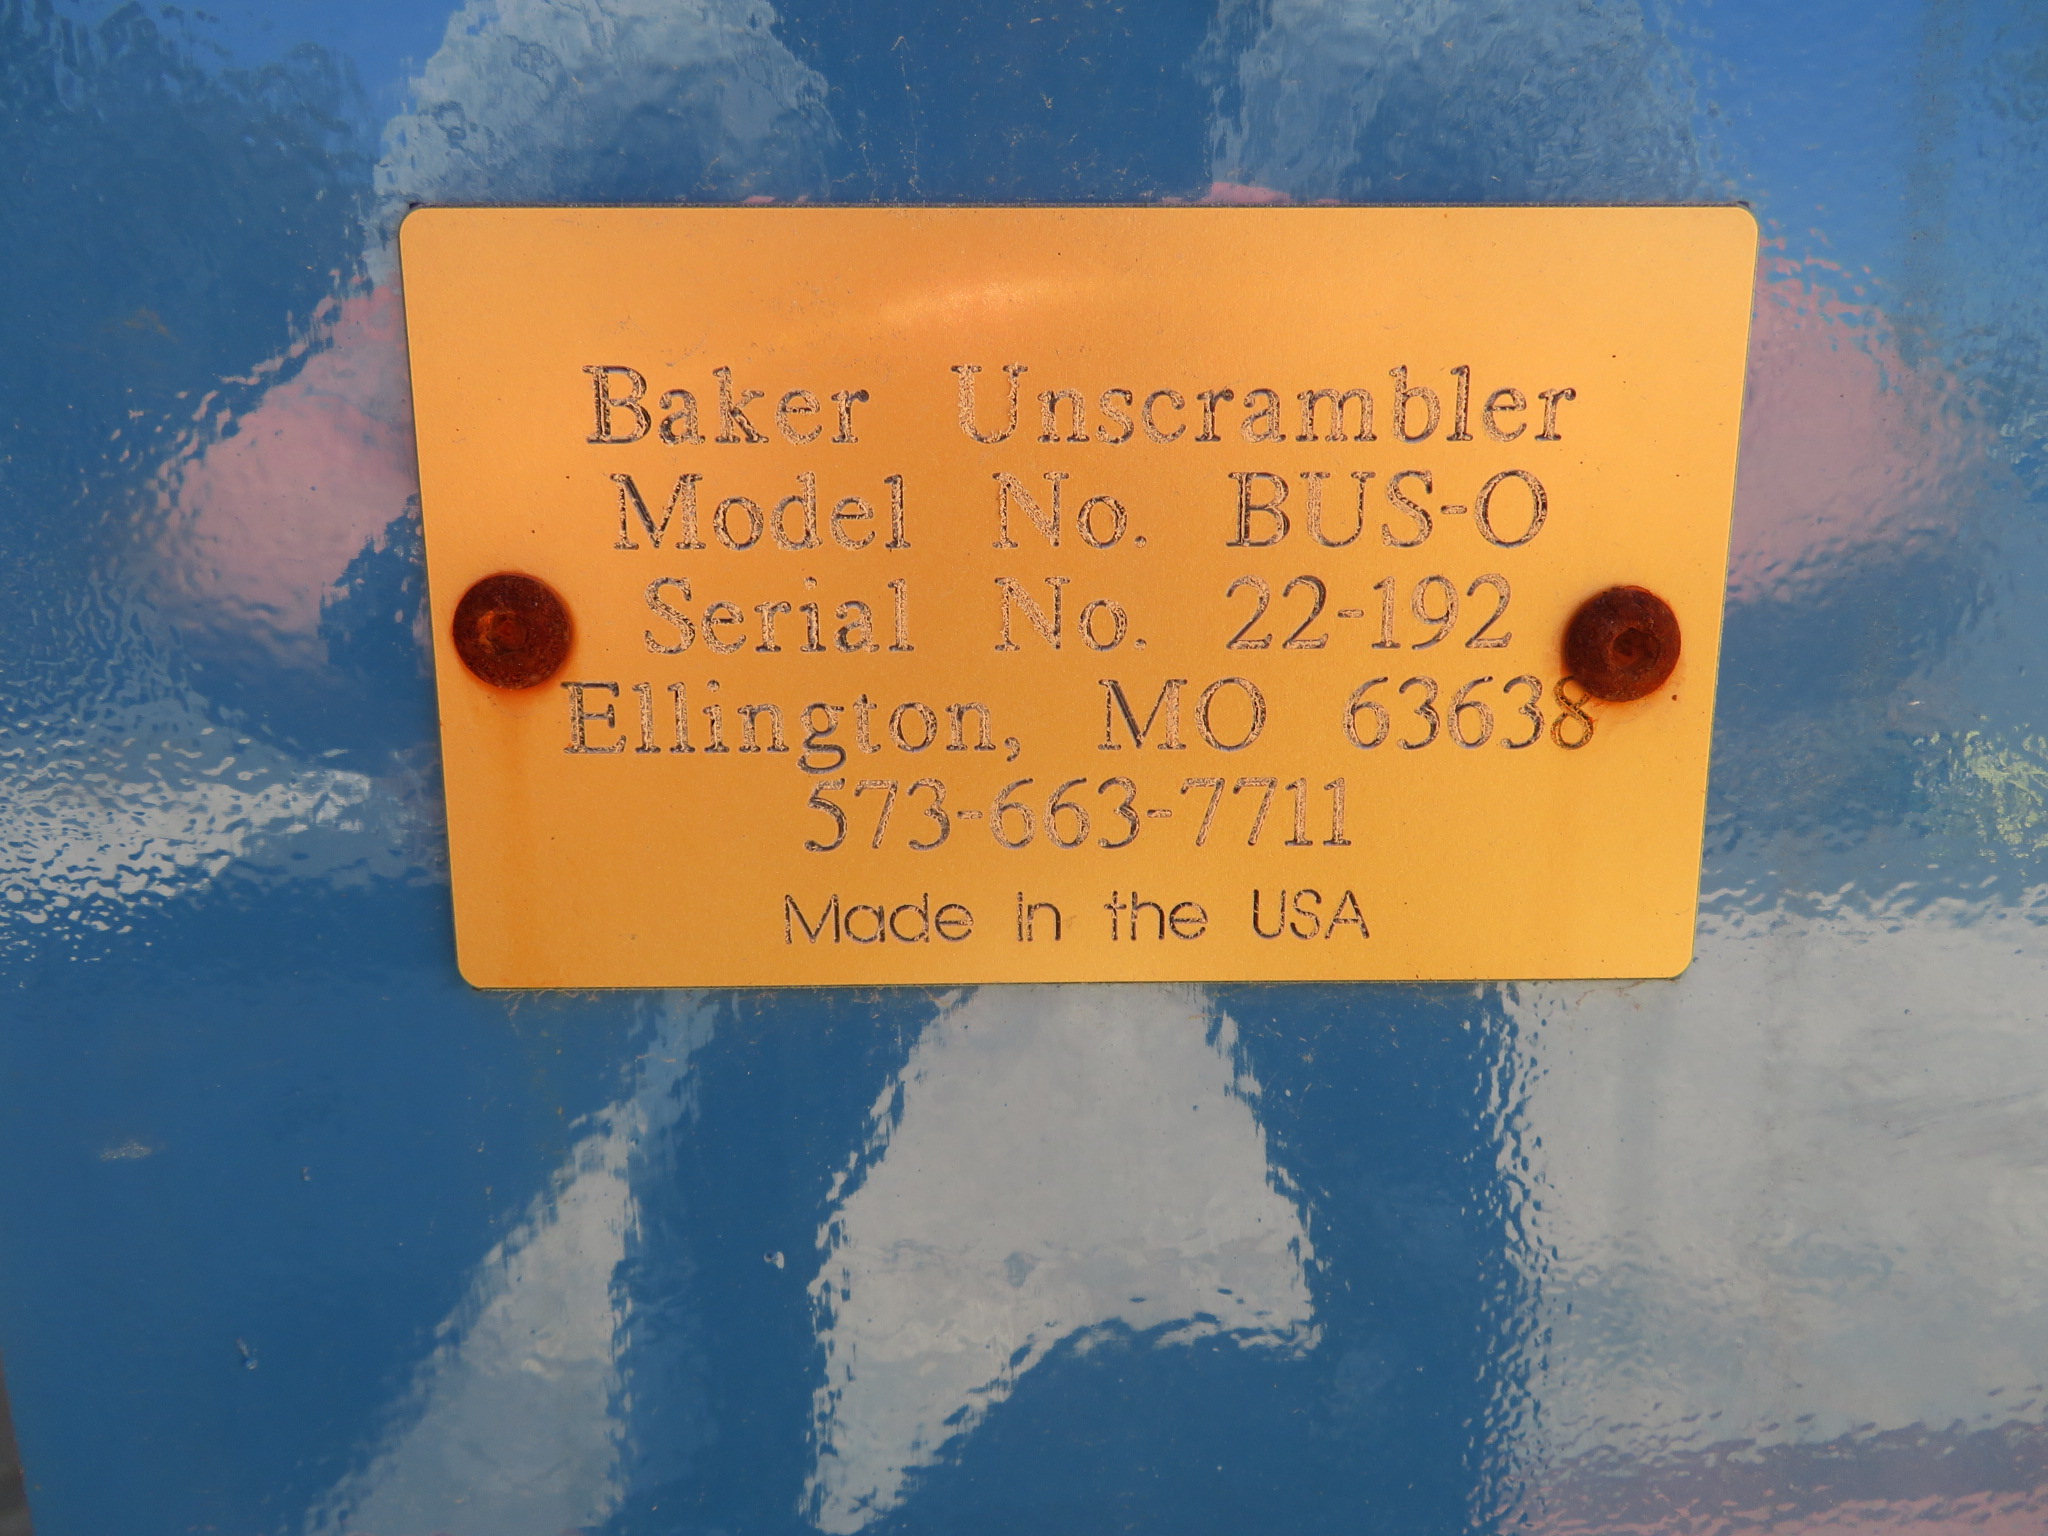 Baker Unscrambler
Model No. BUS-O
Serial No. 22-192
Ellington, MO 63638
573-663-7711
Made in the USA